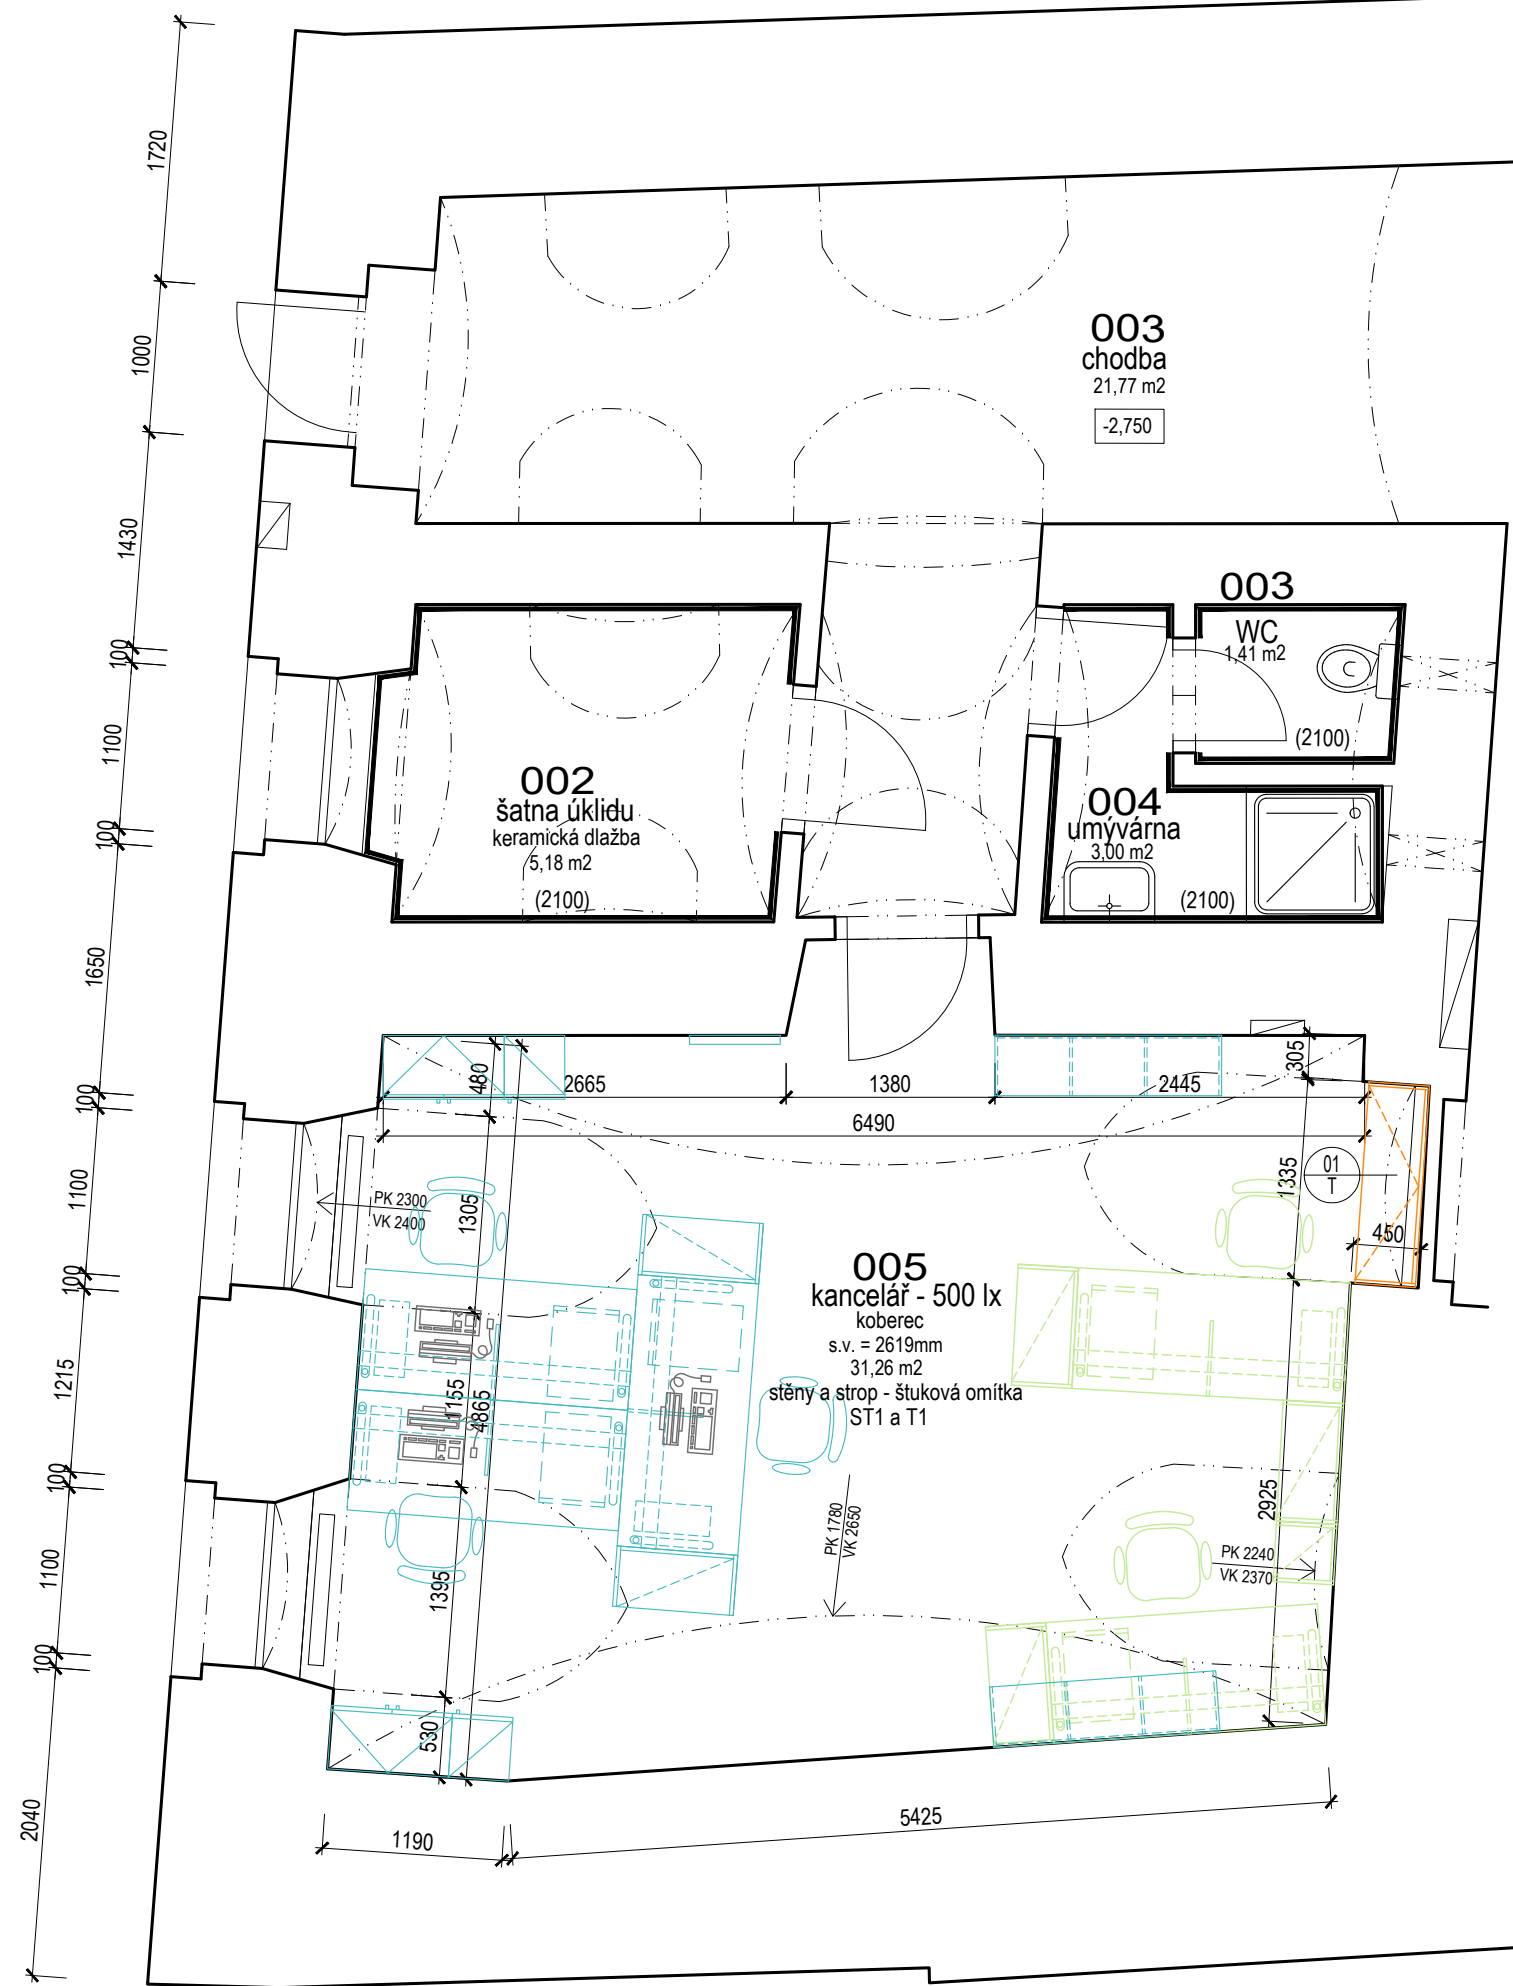 1720
1000
1430
100
1100
100
1650
100
1100
100
1215
100
1100
100
2040
003
chodba
21,77 m2
-2,750
003
WC
1,41 m2
(2100)
002
šatna úklidu
keramická dlažba
5,18 m2
(2100)
004
umývárna
3,00 m2
(2100)
480
2665
1380
2445
305
6490
PK 2300
VK 2400
1305
1335
01
T
450
005
kancelář - 500 lx
koberec
s.v. = 2619mm
31,26 m2
stěny a strop - štuková omítka
ST1 a T1
1155
4865
PK 1780
VK 2650
2925
PK 2240
VK 2370
1395
530
1190
5425